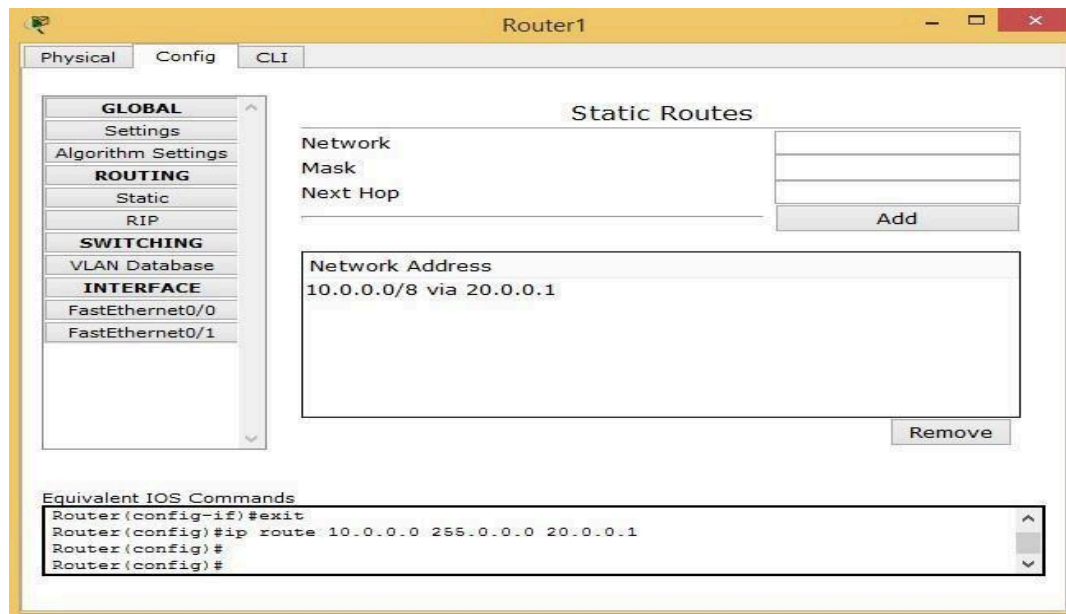 Router1
Physical Config CLI
GLOBAL
Settings
Algorithm Settings
ROUTING
Static
RIP
SWITCHING
VLAN Database
INTERFACE
FastEthernet0/0
FastEthernet0/1
Static Routes
Network
Mask
Next Hop
Add
Network Address
10.0.0.0/8 via 20.0.0.1
Remove
Equivalent IOS Commands
Router(config-if)#exit
Router(config)#ip route 10.0.0.0 255.0.0.0 20.0.0.1
Router(config)#
Router(config)#